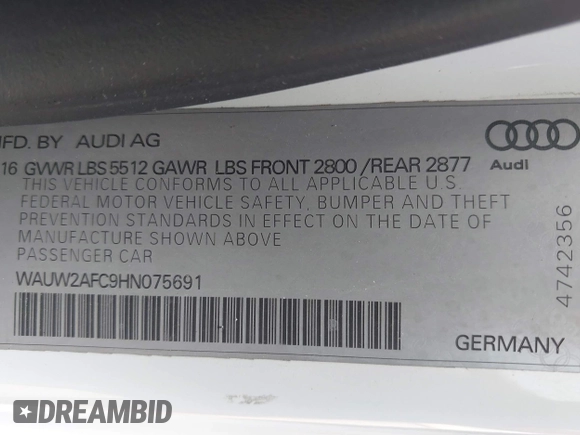 MFD. BY AUDI AG
16 GVWR LBS 5512 GAWR LBS FRONT 2800 /REAR 2877
THIS VEHICLE CONFORMS TO ALL APPLICABLE U.S.
FEDERAL MOTOR VEHICLE SAFETY, BUMPER AND THEFT
PREVENTION STANDARDS IN EFFECT ON THE DATE OF
MANUFACTURE SHOWN ABOVE
PASSENGER CAR
WAUW2AFC9HN075691
Audi
4742356
GERMANY
DREAMBID